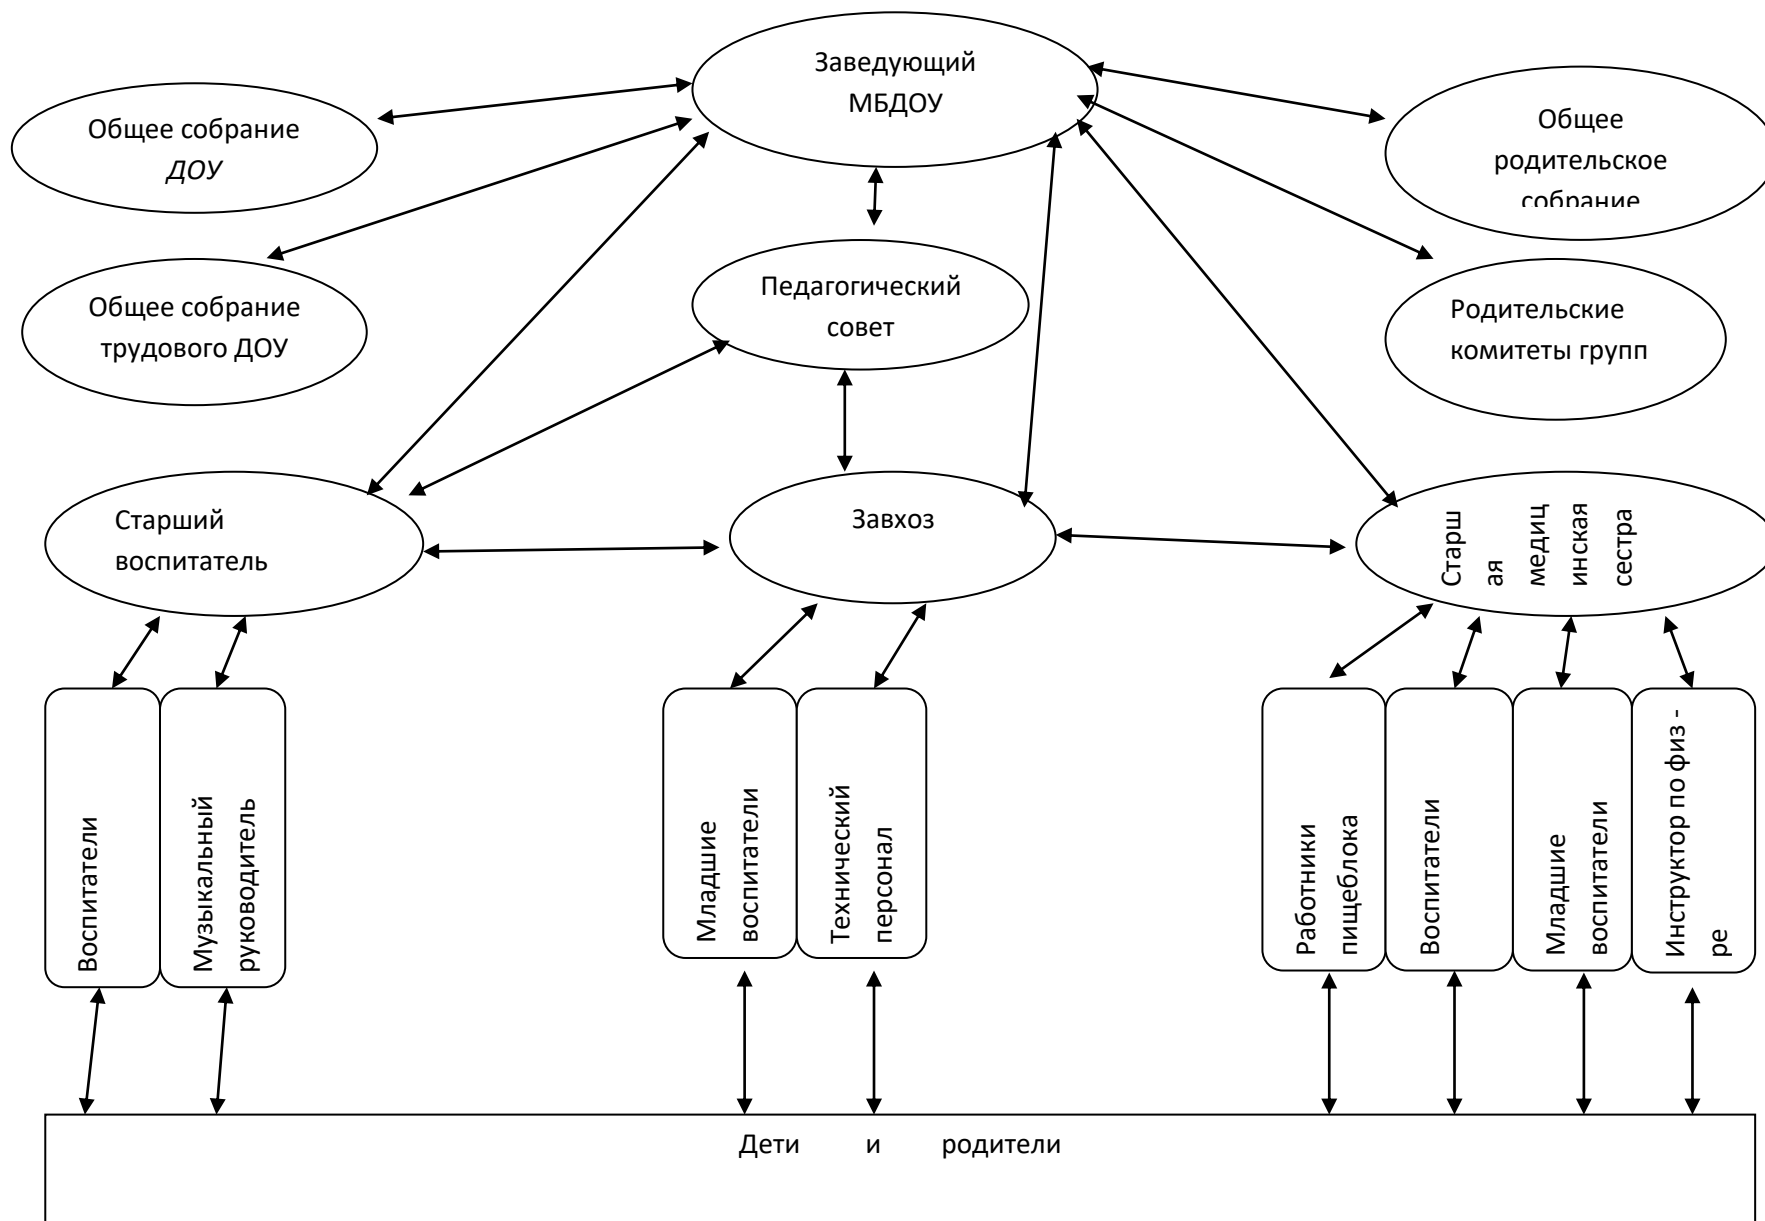 Заведующий
МБДОУ
Общее собрание
ДОУ
Общее
родительское
собрание
Общее собрание
трудового ДОУ
Педагогический
совет
Родительские
комитеты групп
Старший
воспитатель
Завхоз
Старш
ая медиц
инская
сестра
Воспитатели
Музыкальный
руководитель
Младшие
воспитатели
Технический
персонал
Работники
пищеблока
Воспитатели
Младшие
воспитатели
Инструктор по физ -
ре
Дети и родители